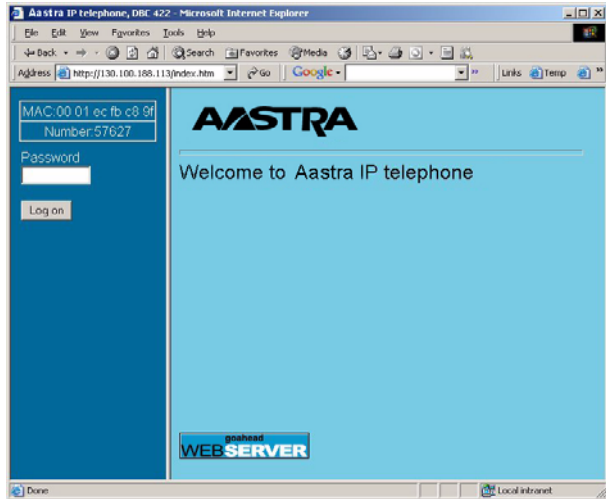 Aastra IP telephone, DBC 422 - Microsoft Internet Explorer
File Edit View Favorites Tools Help
Back Search Favorites Media
Address http://130.100.188.113/index.htm Go Google Links Temp
MAC:00 01 ec fb c8 9f
Number:57627
Password
Log on
AASTRA
Welcome to Aastra IP telephone
goahead
WEBSERVER
Done Local intranet